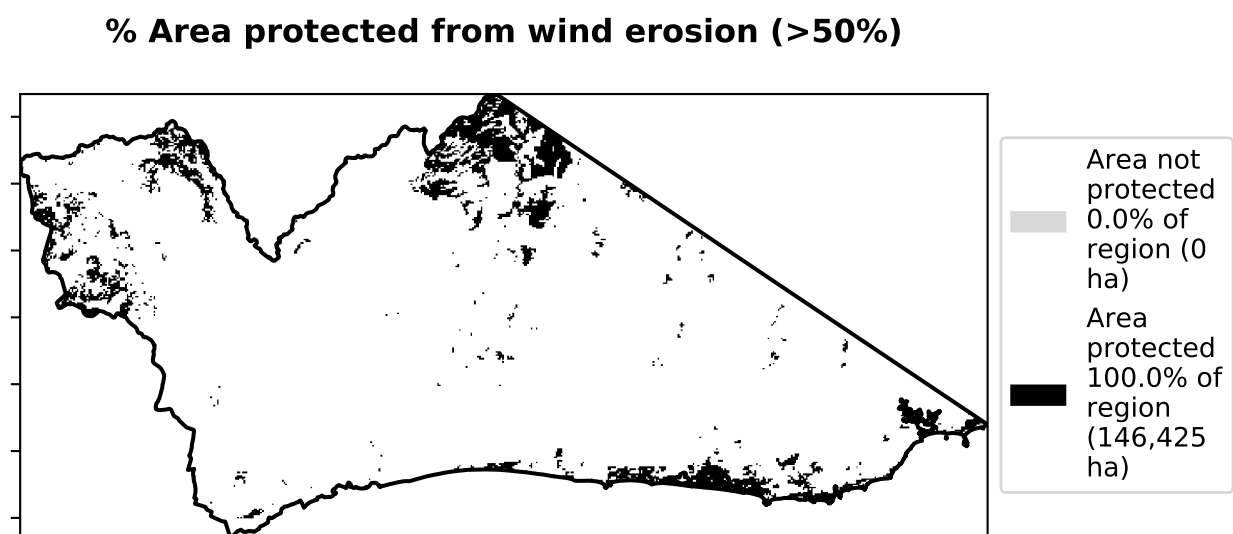 % Area protected from wind erosion (>50%)
Area not
protected
0.0% of
region (0
ha)
Area
protected
100.0% of
region
(146,425
ha)